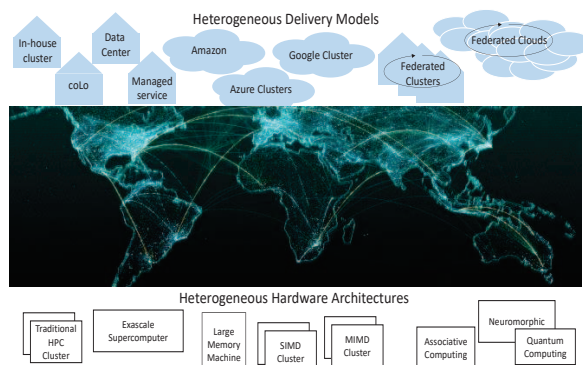 Heterogeneous Delivery Models
In-house
cluster
Data
Center
coLo
Managed
service
Amazon
Azure Clusters
Google Cluster
Federated
Clusters
Federated Clouds
Heterogeneous Hardware Architectures
Traditional
HPC
Cluster
Exascale
Supercomputer
Large
Memory
Machine
SIMD
Cluster
MIMD
Cluster
Associative
Computing
Neuromorphic
Quantum
Computing